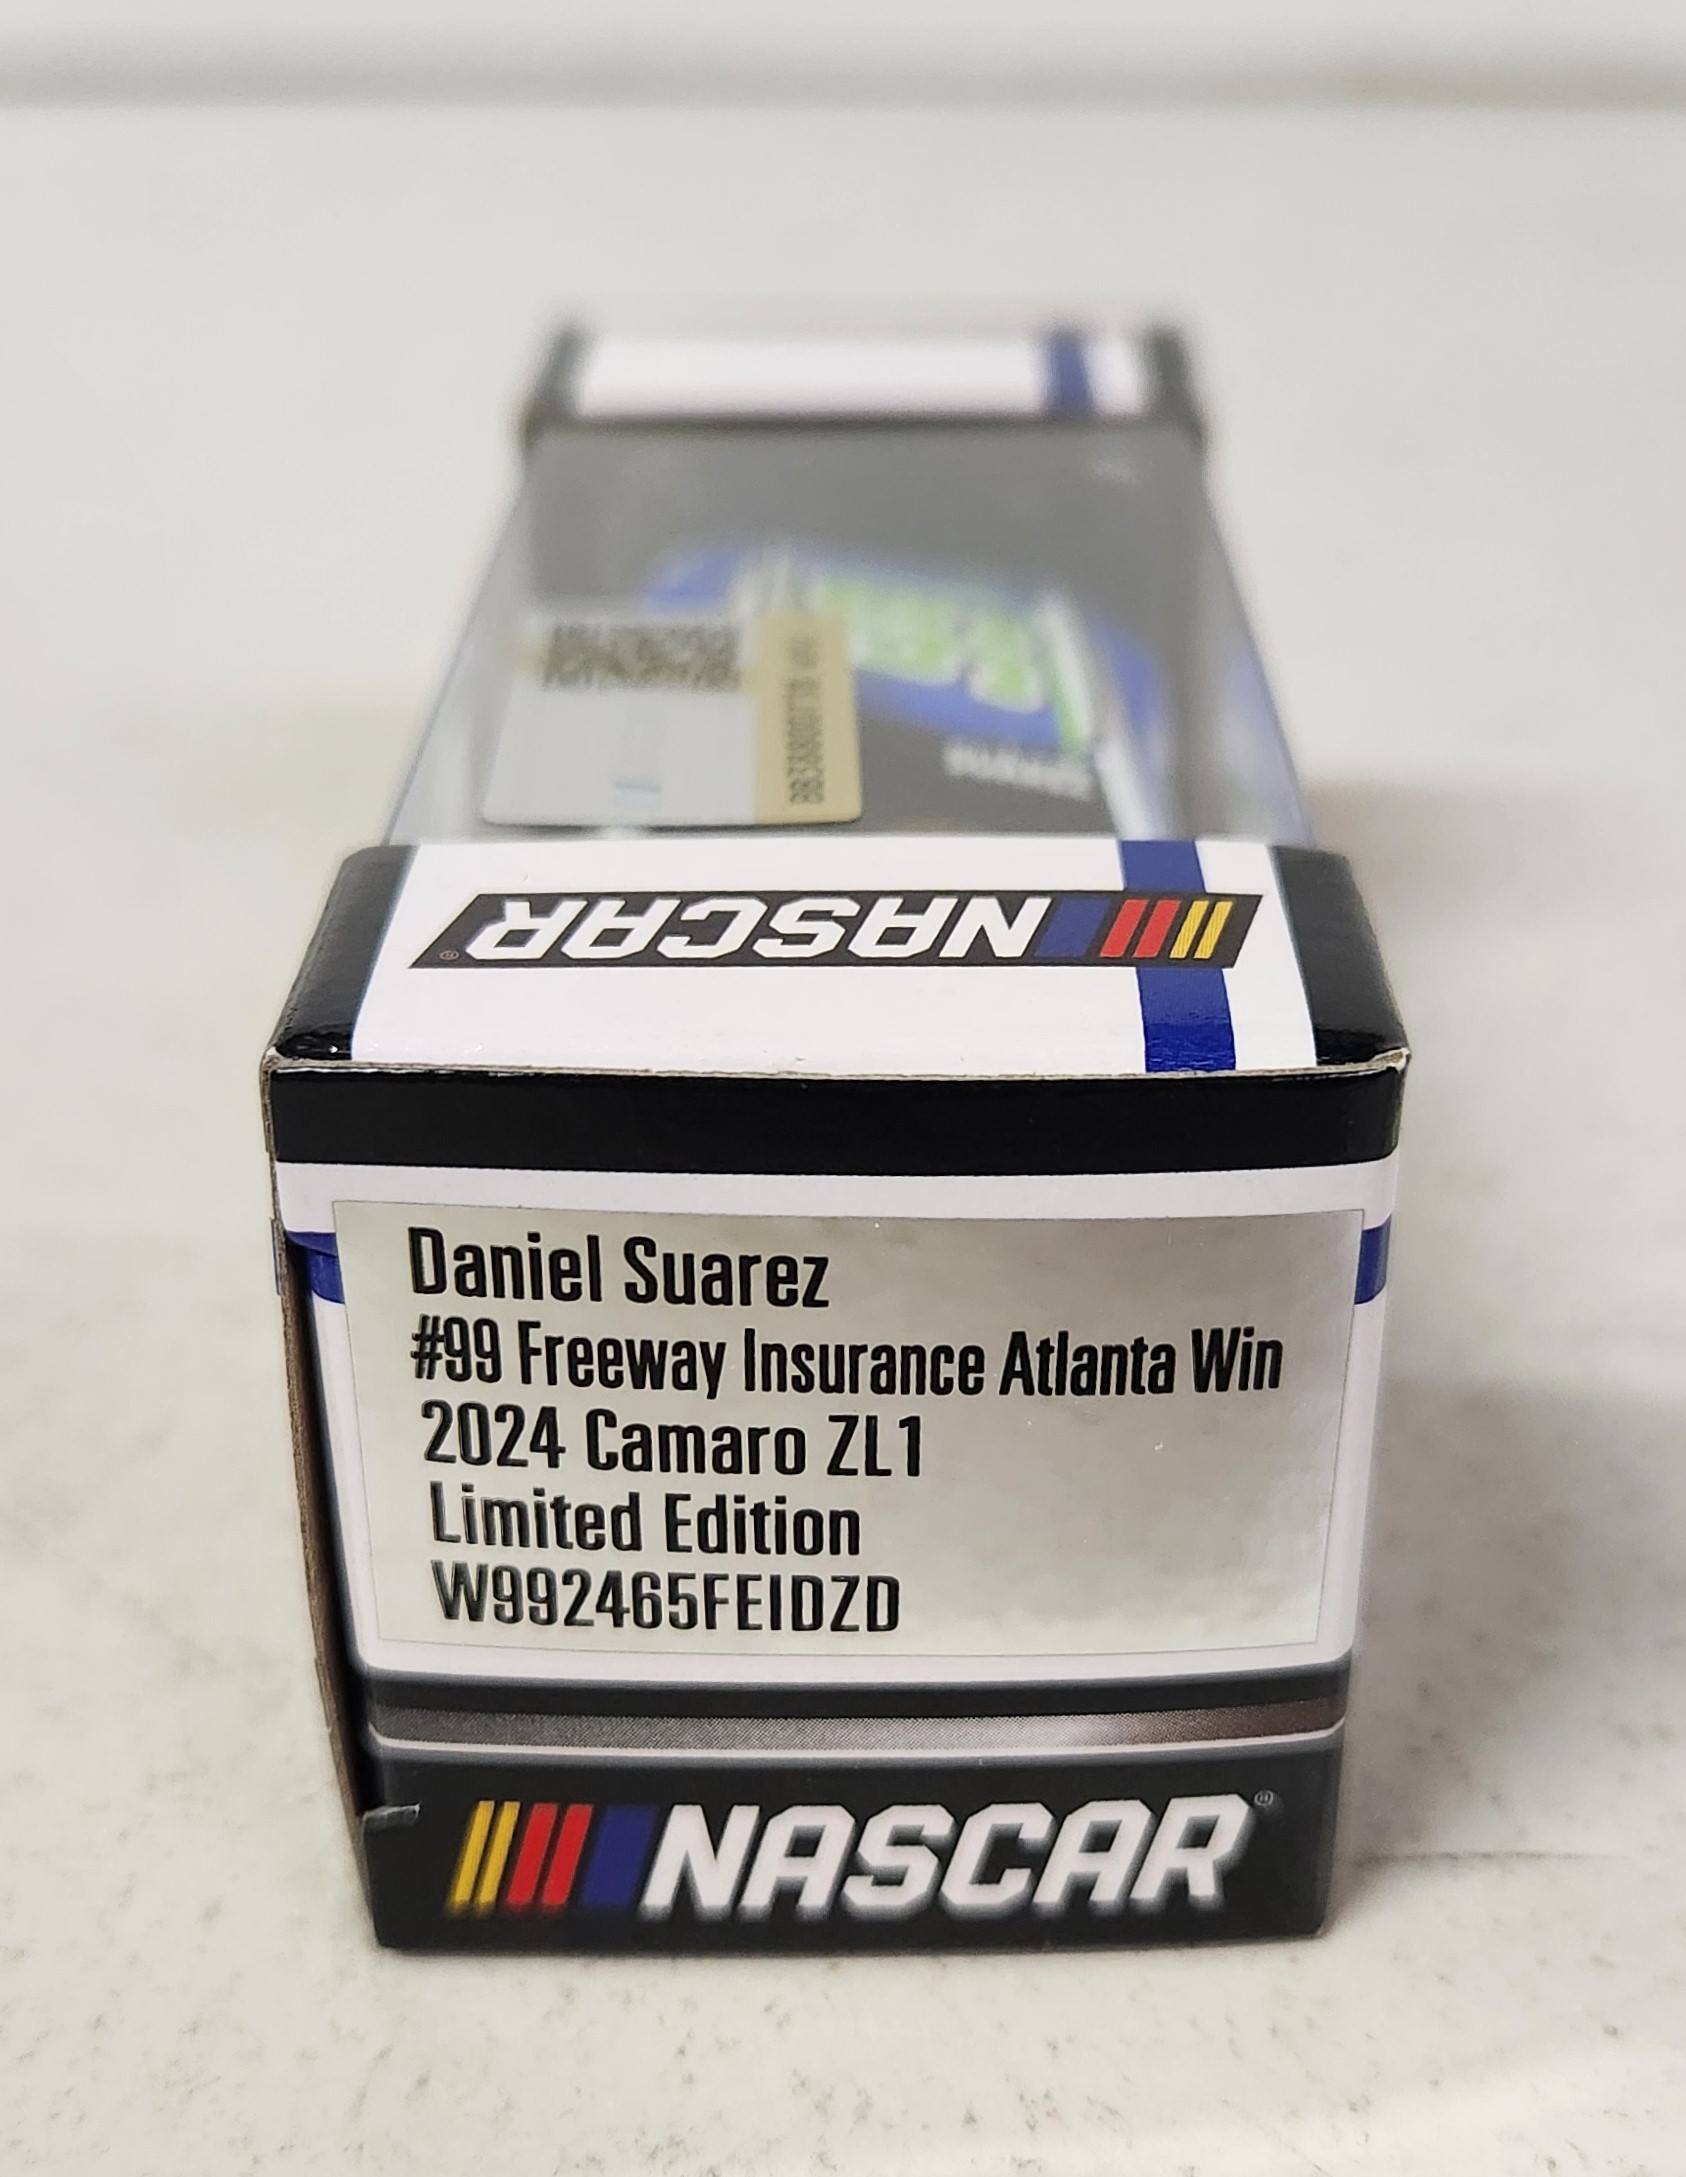 NASCAR
Daniel Suarez
#99 Freeway Insurance Atlanta Win
2024 Camaro ZL1
Limited Edition
W992465FEIDZD
NASCAR